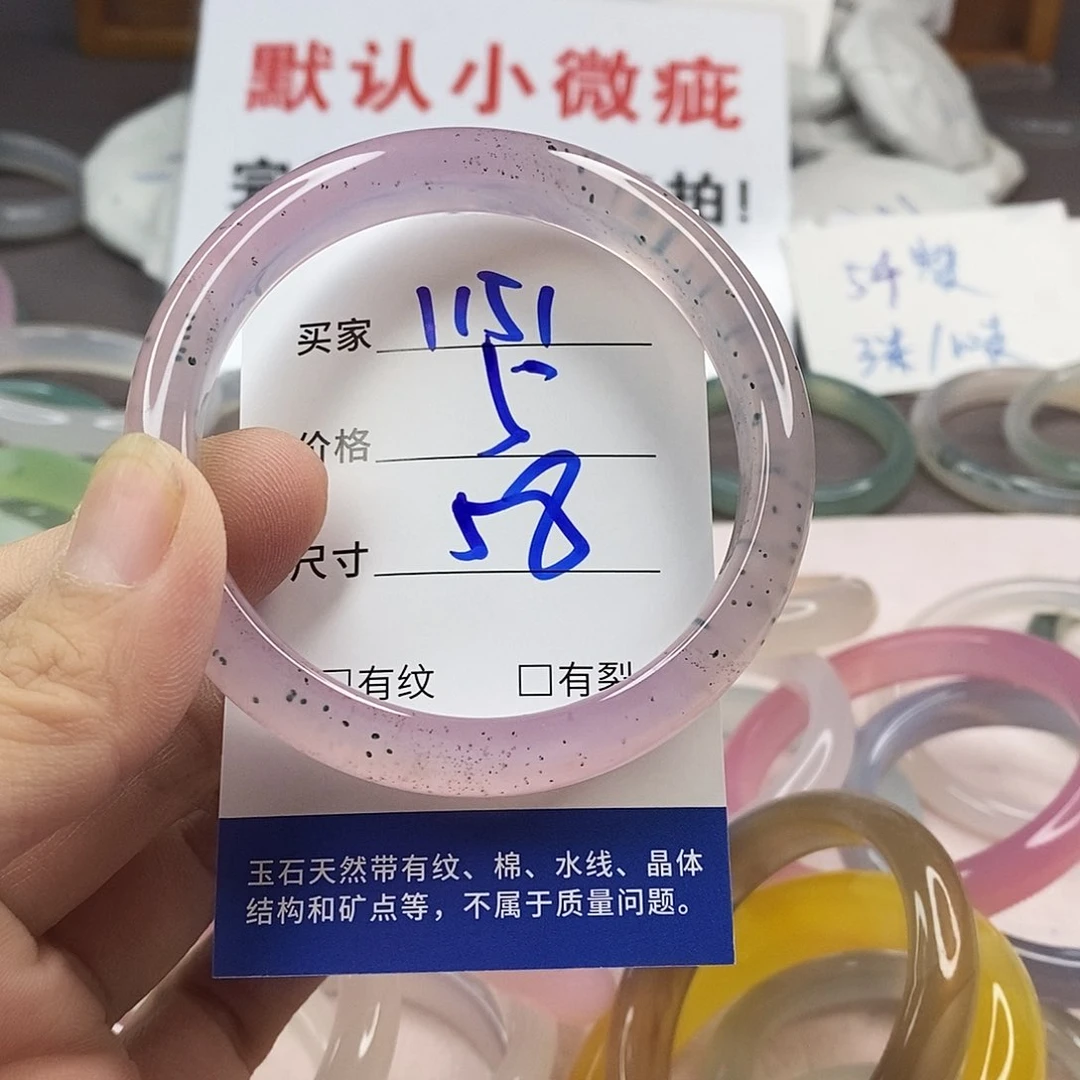 默认小微疵
完 拍!
54
买家 1151
价格
尺寸 58
□有纹 □有裂
玉石天然带有纹、棉、水线、晶体
结构和矿点等，不属于质量问题。